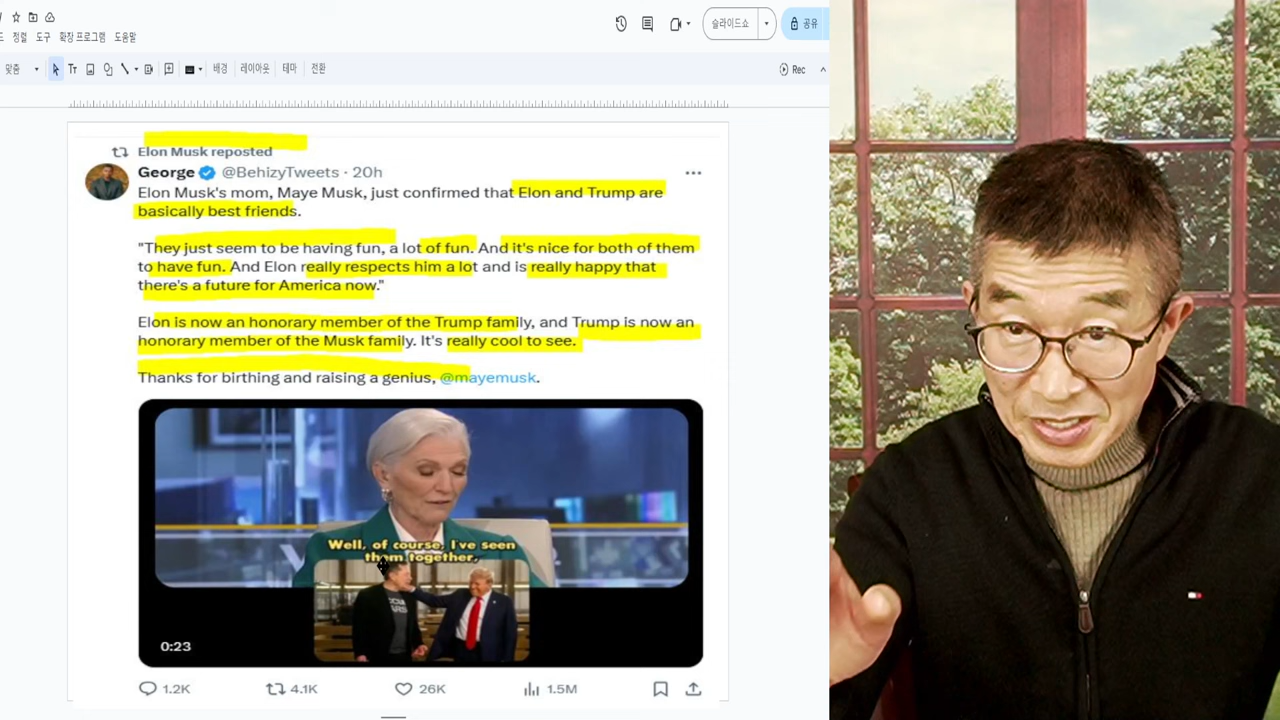 정렬 도구 확장 프로그램 도움말
슬라이드쇼
공유
맞춤
배경 레이아웃 테마 전환
Rec
Elon Musk reposted
George @BehizyTweets · 20h
Elon Musk's mom, Maye Musk, just confirmed that Elon and Trump are
basically best friends.
"They just seem to be having fun, a lot of fun. And it's nice for both of them
to have fun. And Elon really respects him a lot and is really happy that
there's a future for America now."
Elon is now an honorary member of the Trump family, and Trump is now an
honorary member of the Musk family. It's really cool to see.
Thanks for birthing and raising a genius, @mayemusk.
Well, of course. I've seen
them together.
0:23
1.2K
4.1K
26K
1.5M